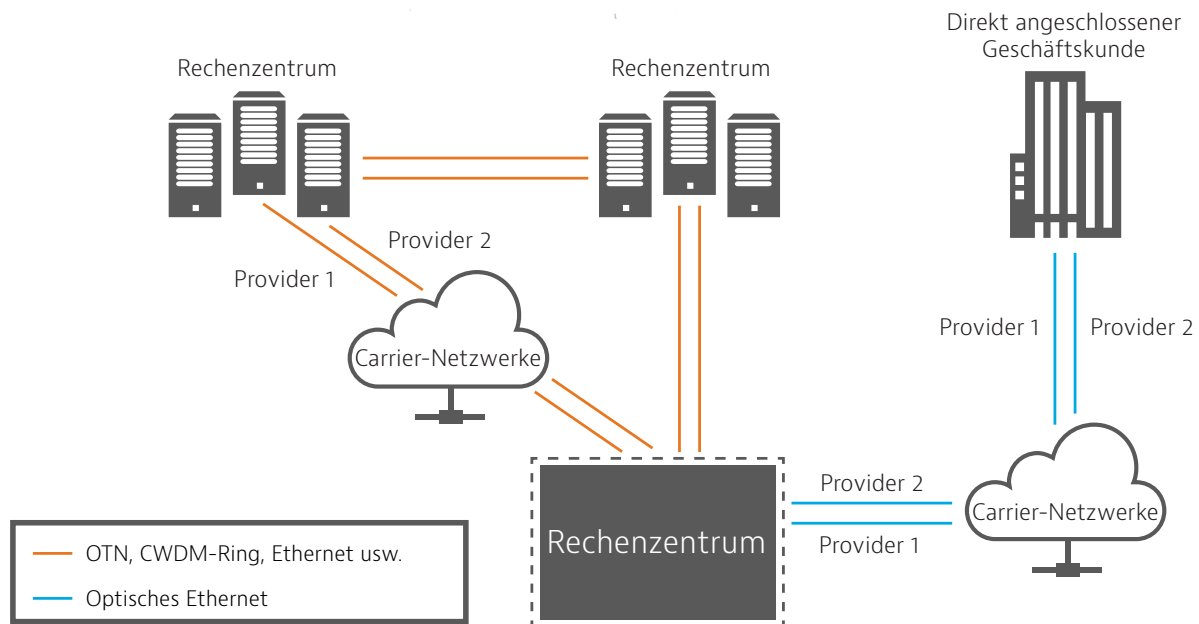 Direkt angeschlossener
Geschäftskunde
Rechenzentrum
Rechenzentrum
Provider 2
Provider 1
Provider 1
Provider 2
Carrier-Netzwerke
Provider 2
Carrier-Netzwerke
Rechenzentrum
Provider 1
OTN, CWDM-Ring, Ethernet usw.
Optisches Ethernet